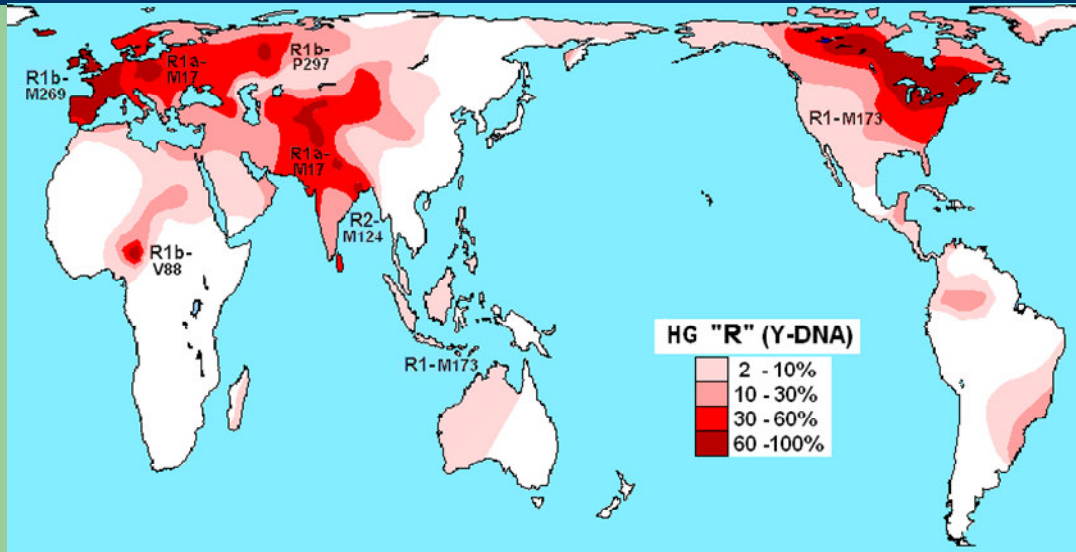 R1b-
P297
R1a-
M17
R1b-
M269
R1-M173
R1a-
M17
R2-
M124
R1b-
V88
R1-M173
HG "R" (Y-DNA)
2 - 10%
10 - 30%
30 - 60%
60 -100%